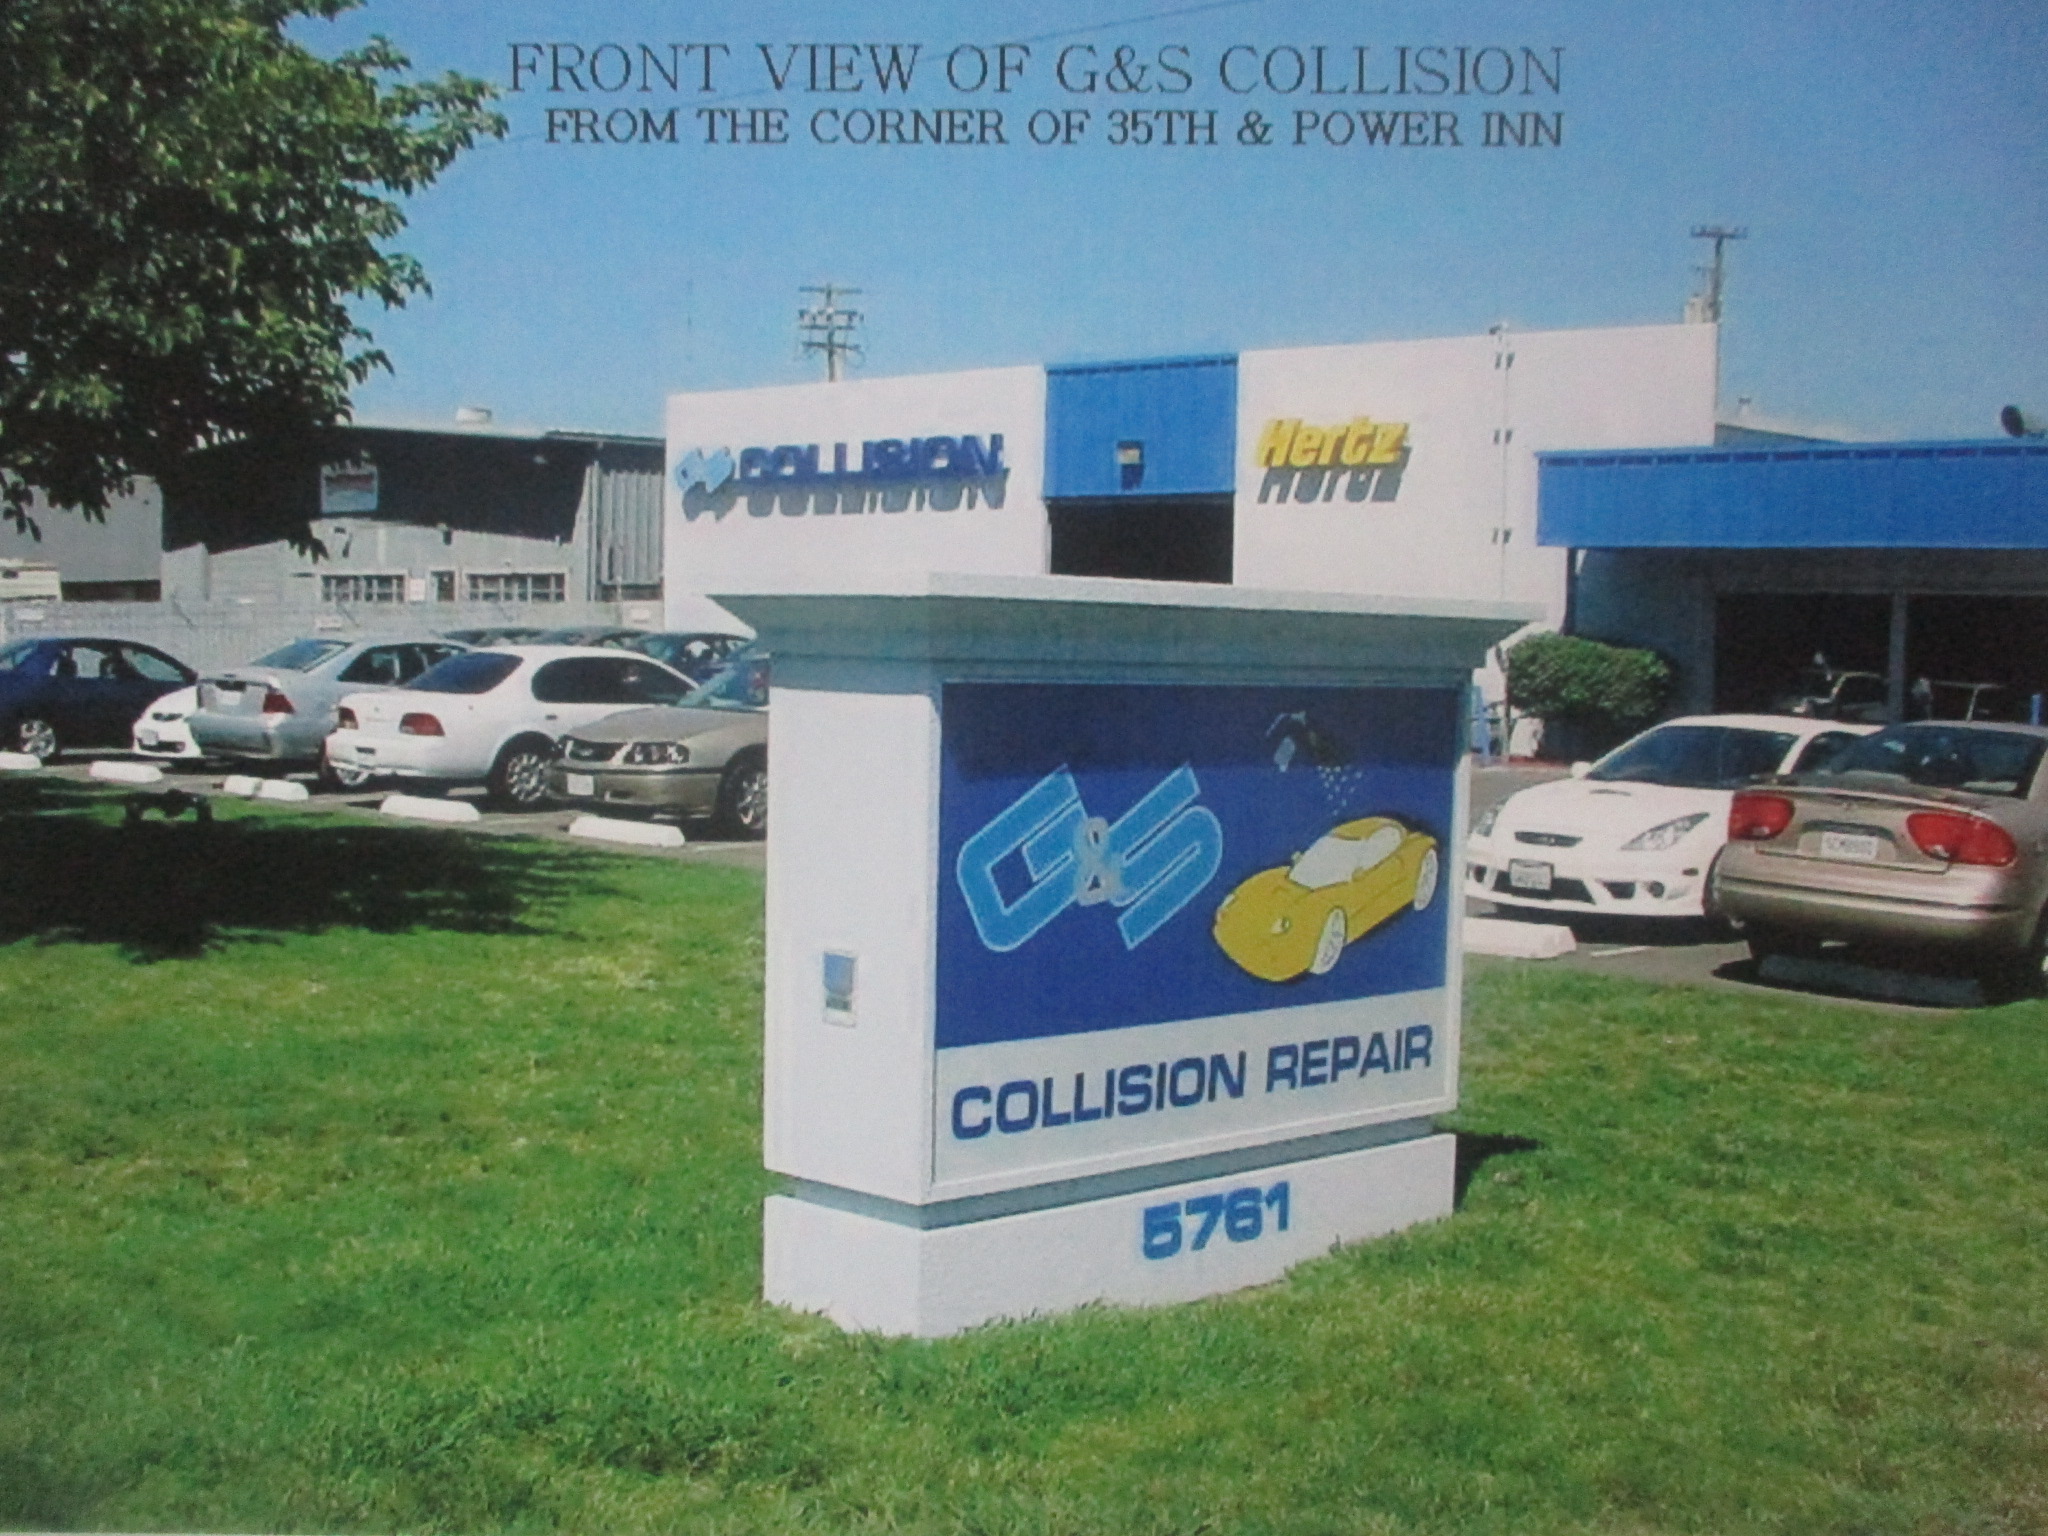 FRONT VIEW OF G&S COLLISION
FROM THE CORNER OF 35TH & POWER INN
COLLISION
Hertz
G&S
COLLISION REPAIR
5761